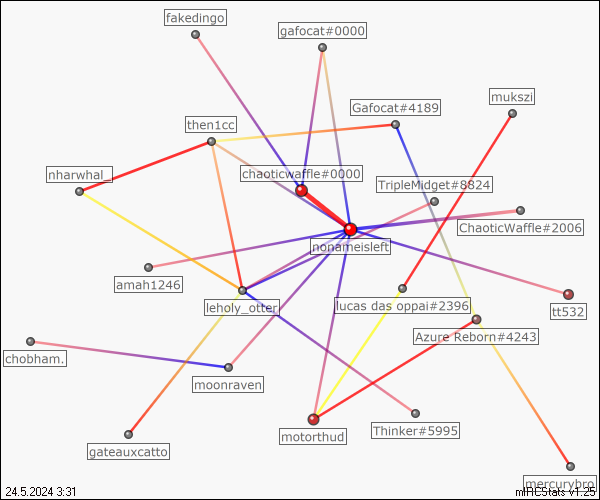 fakedingo
gafocat#0000
mukszi
Gafocat#4189
then1cc
nharwhal_
chaoticwaffle#0000
TripleMidget#8824
ChaoticWaffle#2006
nonameisleft
amah1246
leholy_otter
lucas das oppai#2396
tt532
Azure Reborn#4243
chobham.
moonraven
Thinker#5995
motorthud
gateauxcatto
mercurybro
24.5.2024 3:31
mIRCStats v1.25